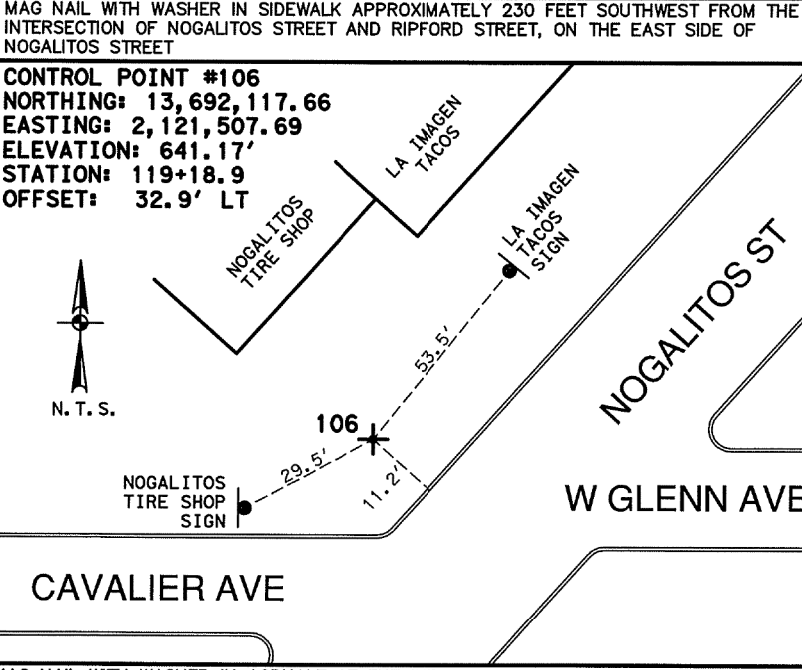 MAG NAIL WITH WASHER IN SIDEWALK APPROXIMATELY 230 FEET SOUTHWEST FROM THE
INTERSECTION OF NOGALITOS STREET AND RIPFORD STREET, ON THE EAST SIDE OF
NOGALITOS STREET
CONTROL POINT #106
NORTHING: 13,692,117.66
EASTING: 2,121,507.69
ELEVATION: 641.17'
STATION: 119+18.9
OFFSET: 32.9' LT
LA IMAGEN
TACOS
NOGALITOS
TIRE SHOP
LA IMAGEN
TACOS
SIGN
NOGALITOS ST
53.5'
N.T.S.
106
29.5'
11.2'
NOGALITOS
TIRE SHOP
SIGN
W GLENN AVE
CAVALIER AVE